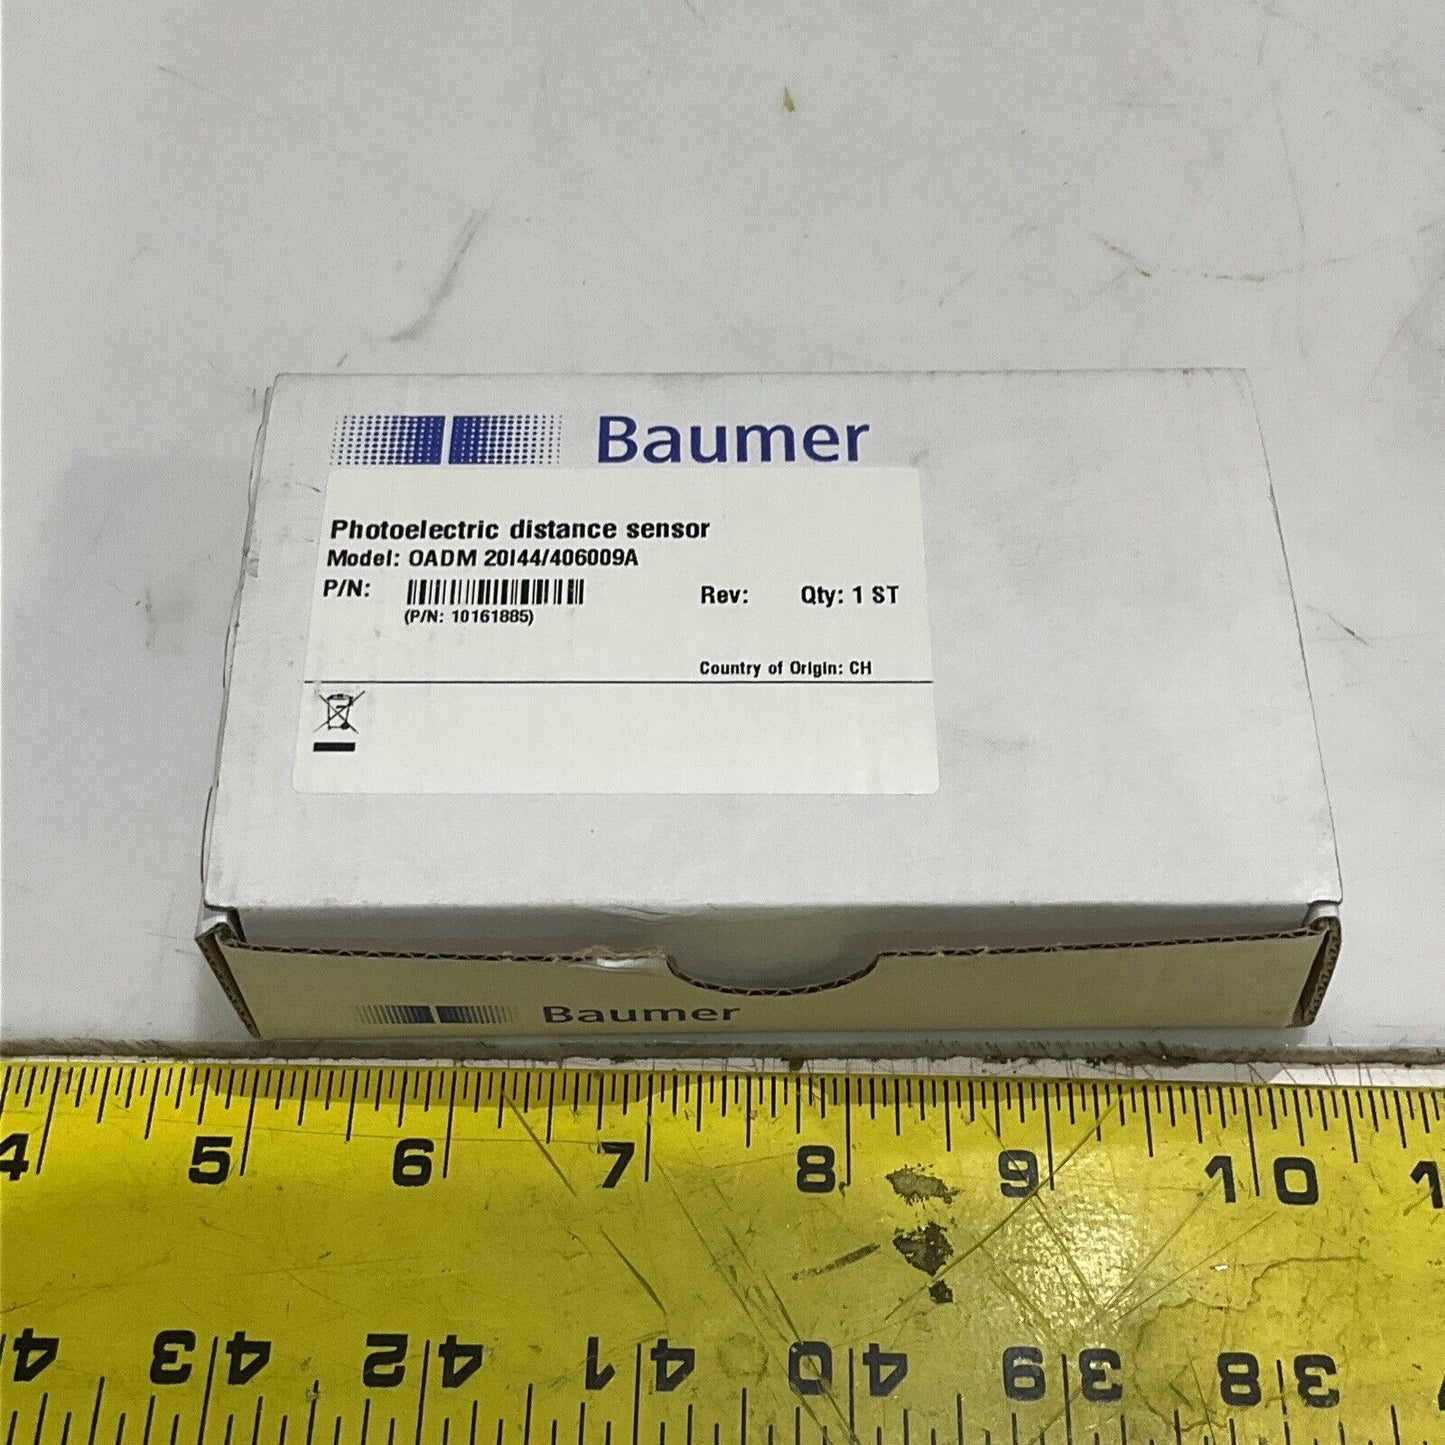 Baumer
Photoelectric distance sensor
Model: OADM 20I44/406009A
P/N:
(P/N: 10161885)
Rev: Qty: 1 ST
Country of Origin: CH
Baumer
4 5 6 7 8 9 10 1
44 43 42 41 40 39 38